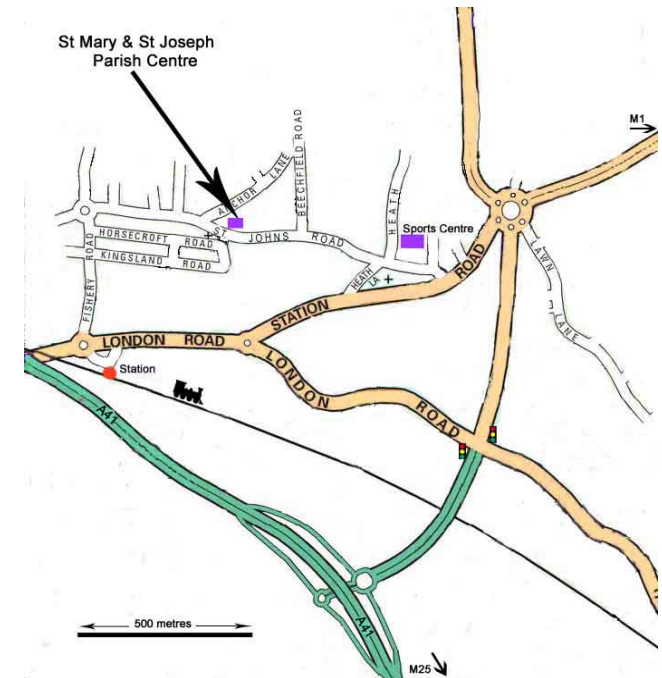 St Mary & St Joseph
Parish Centre
M1
ANCHOR LANE
BEECHFIELD ROAD
HEATH
Sports Centre
ST JOHNS ROAD
HORSECROFT ROAD
KINGSLAND ROAD
FISHERY ROAD
HEATH LA
LAWN LANE
STATION ROAD
LONDON ROAD
LONDON ROAD
Station
A41
500 metres
A41
M25